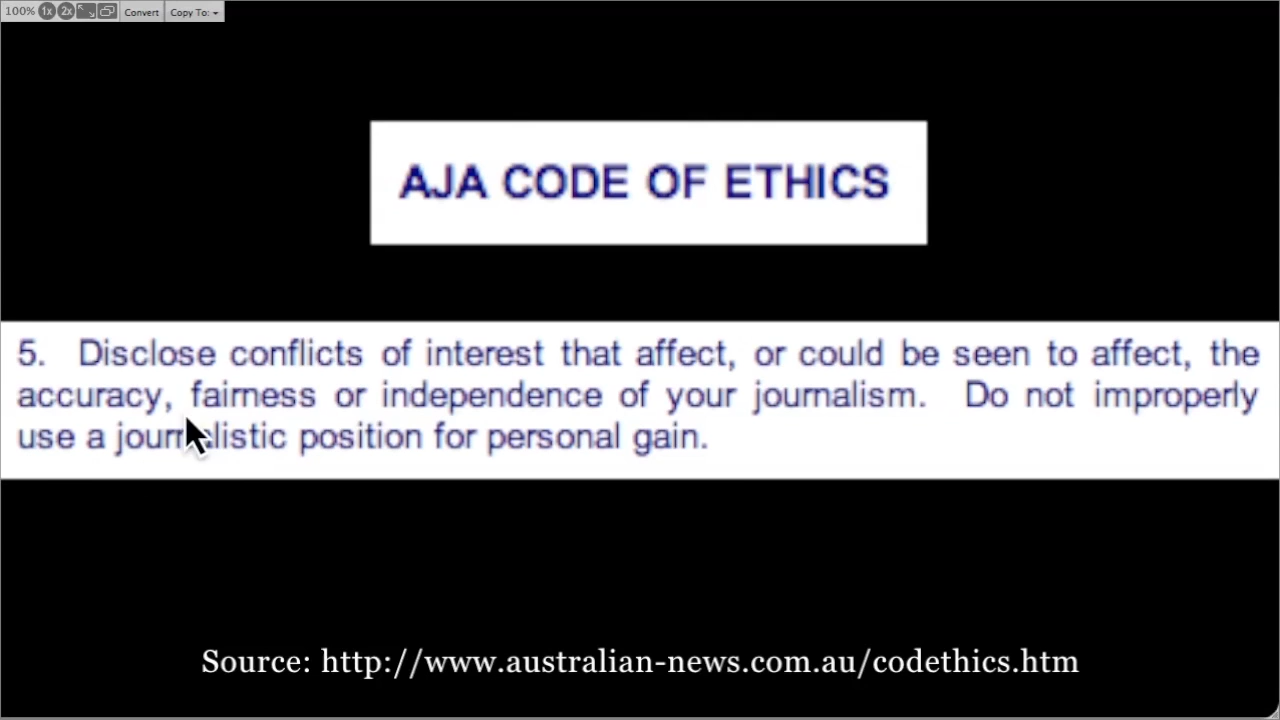 100% 1x 2x Convert Copy To:
AJA CODE OF ETHICS
5. Disclose conflicts of interest that affect, or could be seen to affect, the
accuracy, fairness or independence of your journalism. Do not improperly
use a journalistic position for personal gain.
Source: http://www.australian-news.com.au/codethics.htm